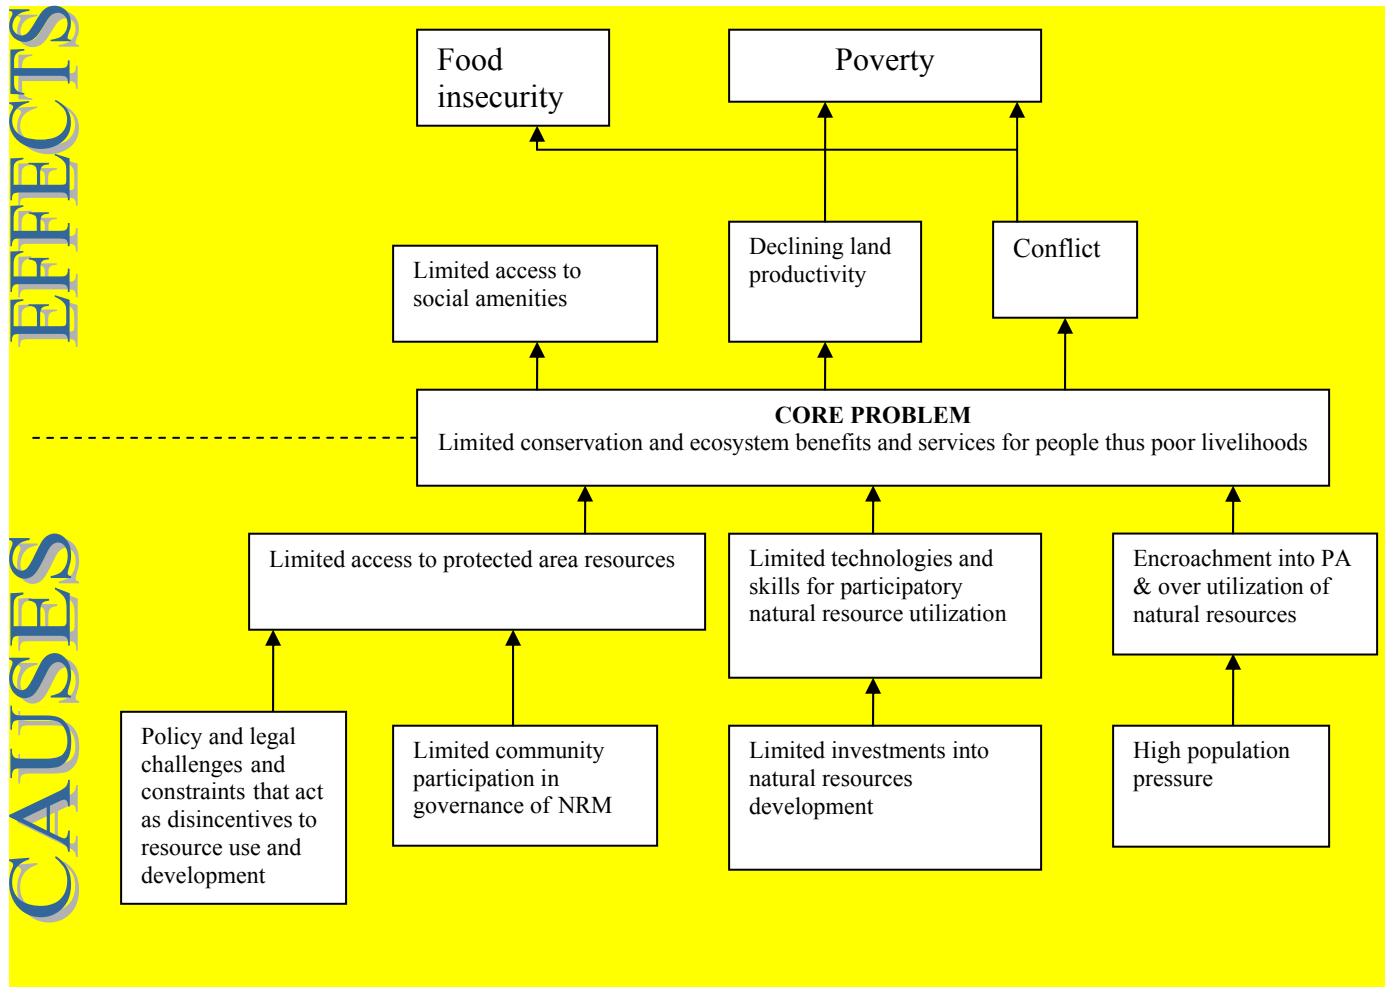 EFFECTS
Food
insecurity
Poverty
Limited access to
social amenities
Declining land
productivity
Conflict
CORE PROBLEM
Limited conservation and ecosystem benefits and services for people thus poor livelihoods
CAUSES
Limited access to protected area resources
Limited technologies and
skills for participatory
natural resource utilization
Encroachment into PA
& over utilization of
natural resources
Policy and legal
challenges and
constraints that act
as disincentives to
resource use and
development
Limited community
participation in
governance of NRM
Limited investments into
natural resources
development
High population
pressure